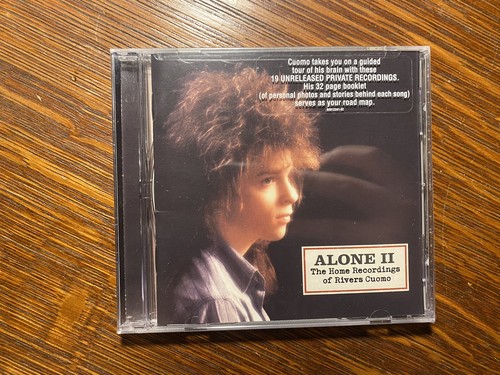 Cuomo takes you on a guided
tour of his brain with these
19 UNRELEASED PRIVATE RECORDINGS.
His 32 page booklet
(of personal photos and stories behind each song)
serves as your road map.
ALONE II
The Home Recordings
of Rivers Cuomo